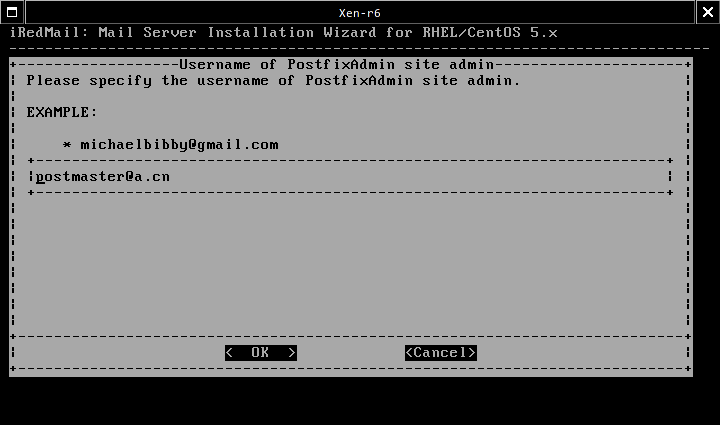 Xen-r6
iRedMail: Mail Server Installation Wizard for RHEL/CentOS 5.x
Username of PostfixAdmin site admin
Please specify the username of PostfixAdmin site admin.
EXAMPLE:
* michaelbibby@gmail.com
postmaster@a.cn
<  OK  > <Cancel>